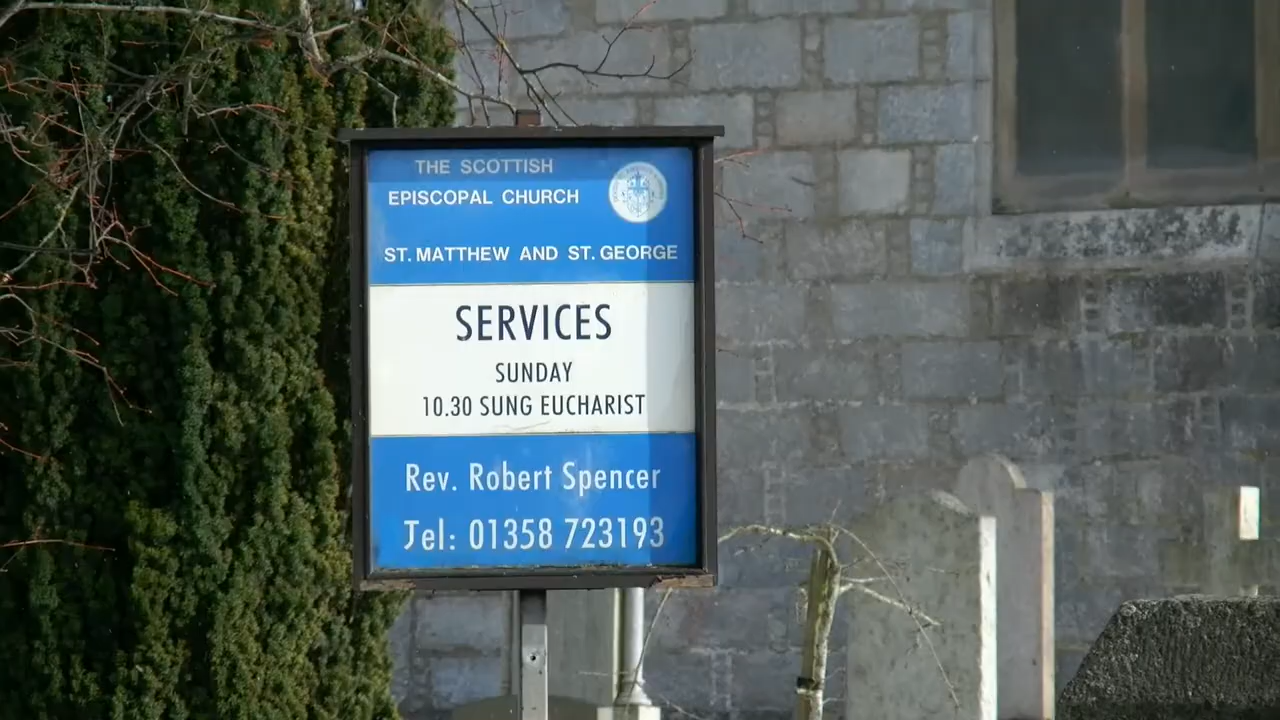 THE SCOTTISH
EPISCOPAL CHURCH
ST. MATTHEW AND ST. GEORGE
SERVICES
SUNDAY
10.30 SUNG EUCHARIST
Rev. Robert Spencer
Tel: 01358 723193